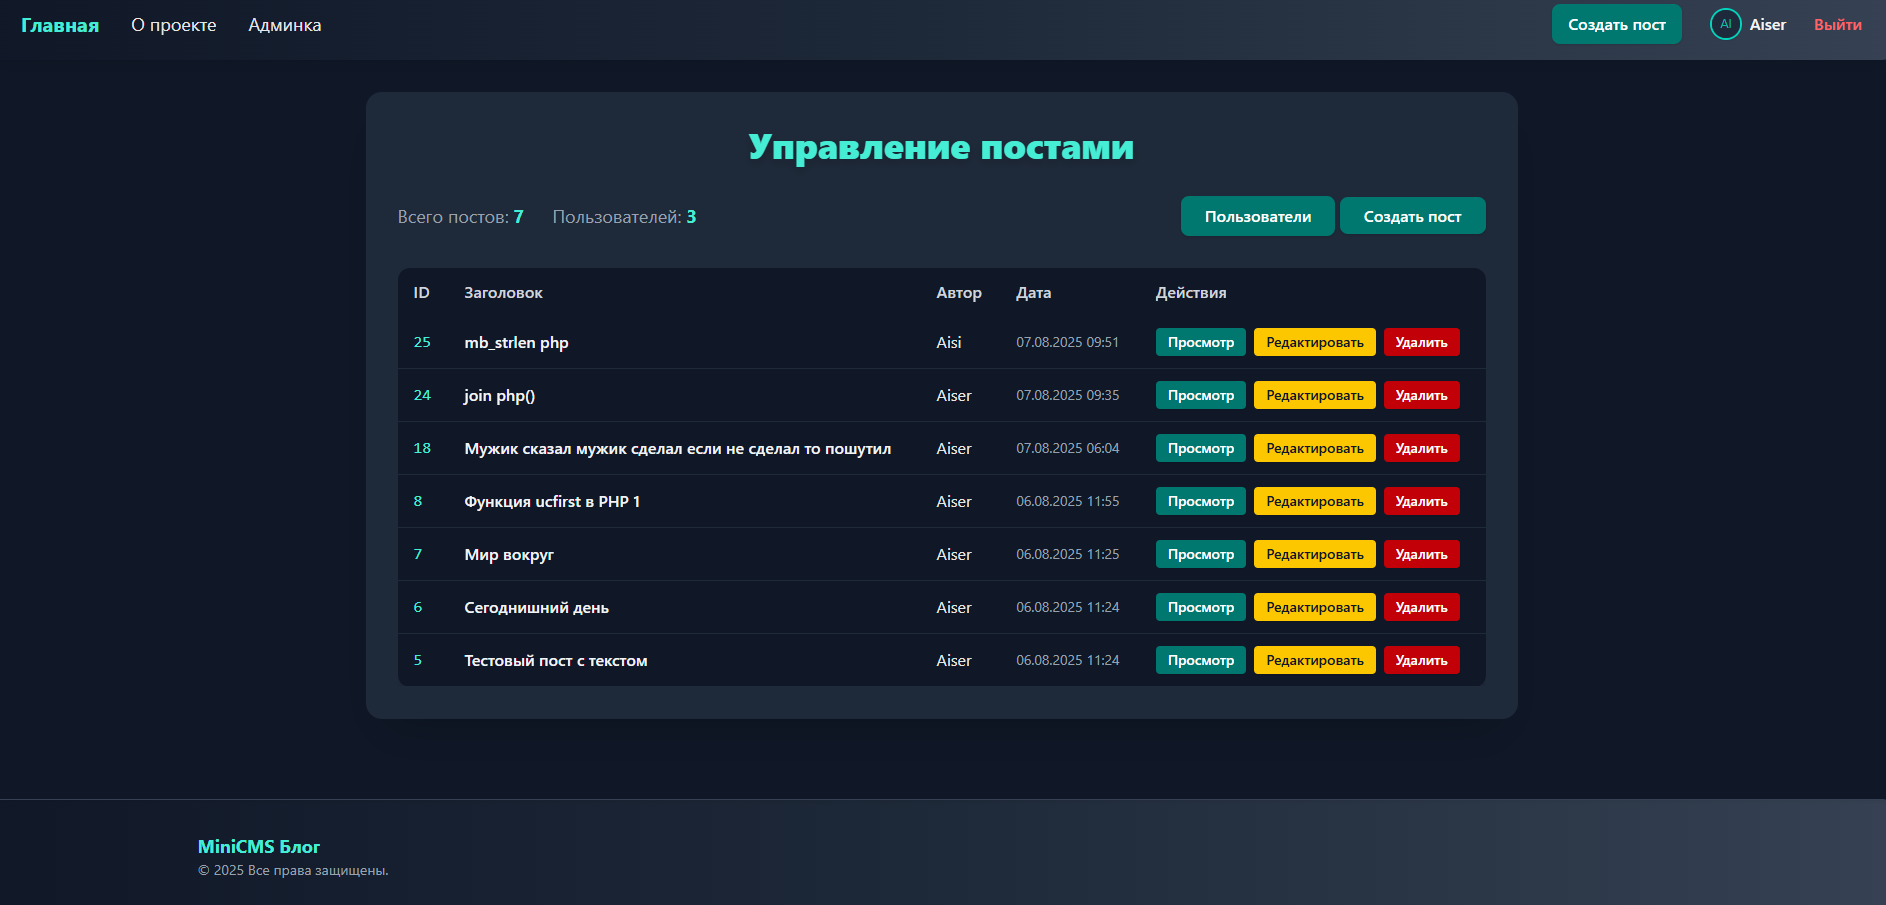 Главная О проекте Админка Создать пост AI Aiser Выйти
Управление постами
Всего постов: 7 Пользователей: 3 Пользователи Создать пост
ID Заголовок Автор Дата Действия
25 mb_strlen php Aisi 07.08.2025 09:51 Просмотр Редактировать Удалить
24 join php() Aiser 07.08.2025 09:35 Просмотр Редактировать Удалить
18 Мужик сказал мужик сделал если не сделал то пошутил Aiser 07.08.2025 06:04 Просмотр Редактировать Удалить
8 Функция ucfirst в PHP 1 Aiser 06.08.2025 11:55 Просмотр Редактировать Удалить
7 Мир вокруг Aiser 06.08.2025 11:25 Просмотр Редактировать Удалить
6 Сегоднишний день Aiser 06.08.2025 11:24 Просмотр Редактировать Удалить
5 Тестовый пост с текстом Aiser 06.08.2025 11:24 Просмотр Редактировать Удалить
MiniCMS Блог
© 2025 Все права защищены.